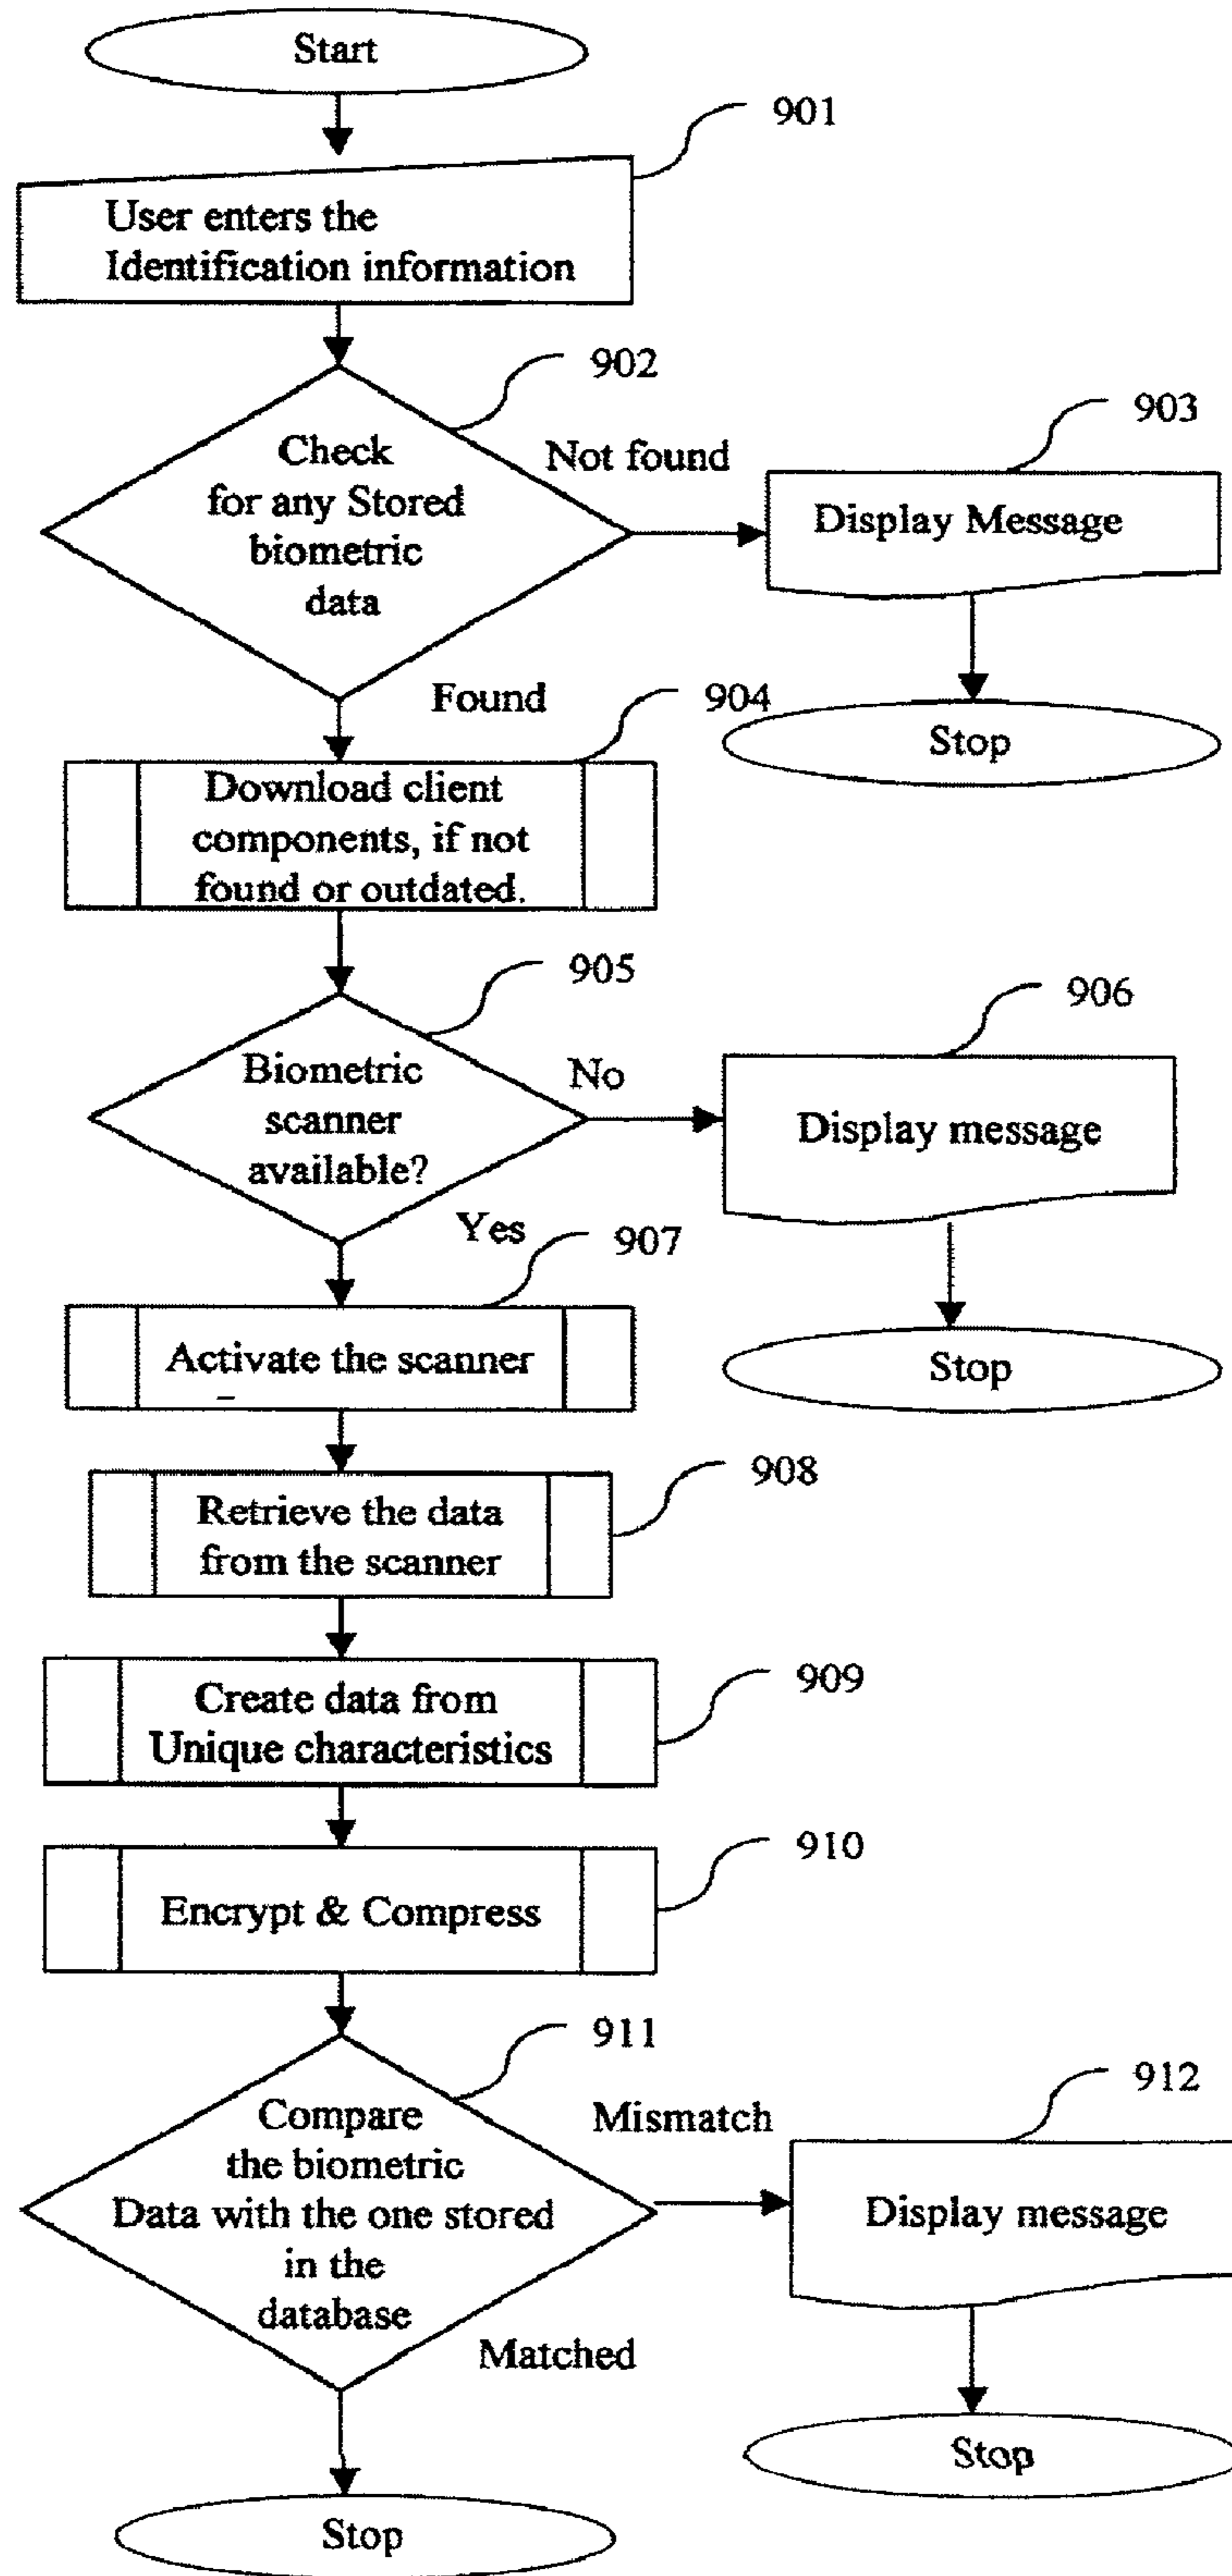 Start
901
User enters the
Identification information
902
Check
for any Stored
biometric
data
Not found
903
Display Message
Stop
Found
904
Download client
components, if not
found or outdated.
905
Biometric
scanner
available?
No
906
Display message
Stop
Yes
907
Activate the scanner
908
Retrieve the data
from the scanner
909
Create data from
Unique characteristics
910
Encrypt & Compress
911
Compare
the biometric
Data with the one stored
in the
database
Mismatch
912
Display message
Stop
Matched
Stop